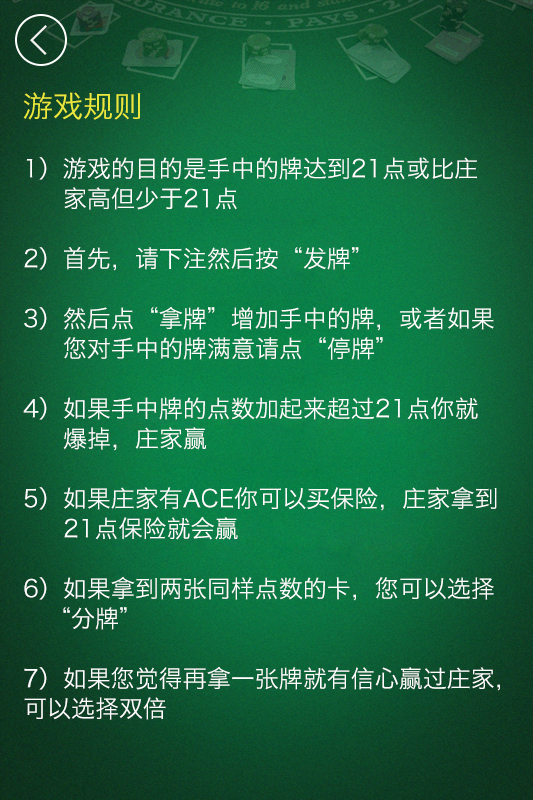 INSURANCE • PAYS • 2
游戏规则
1）游戏的目的是手中的牌达到21点或比庄
家高但少于21点
2）首先，请下注然后按“发牌”
3）然后点“拿牌”增加手中的牌，或者如果
您对手中的牌满意请点“停牌”
4）如果手中牌的点数加起来超过21点你就
爆掉，庄家赢
5）如果庄家有ACE你可以买保险，庄家拿到
21点保险就会赢
6）如果拿到两张同样点数的卡，您可以选择
“分牌”
7）如果您觉得再拿一张牌就有信心赢过庄家，
可以选择双倍